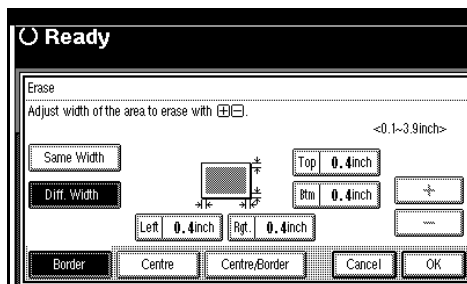 Ready
Erase
Adjust width of the area to erase with [+][-].
<0.1~3.9inch>
Same Width
Top 0.4inch
Diff. Width
Btm 0.4inch
+
-
Left 0.4inch Rgt. 0.4inch
Border Centre Centre/Border Cancel OK